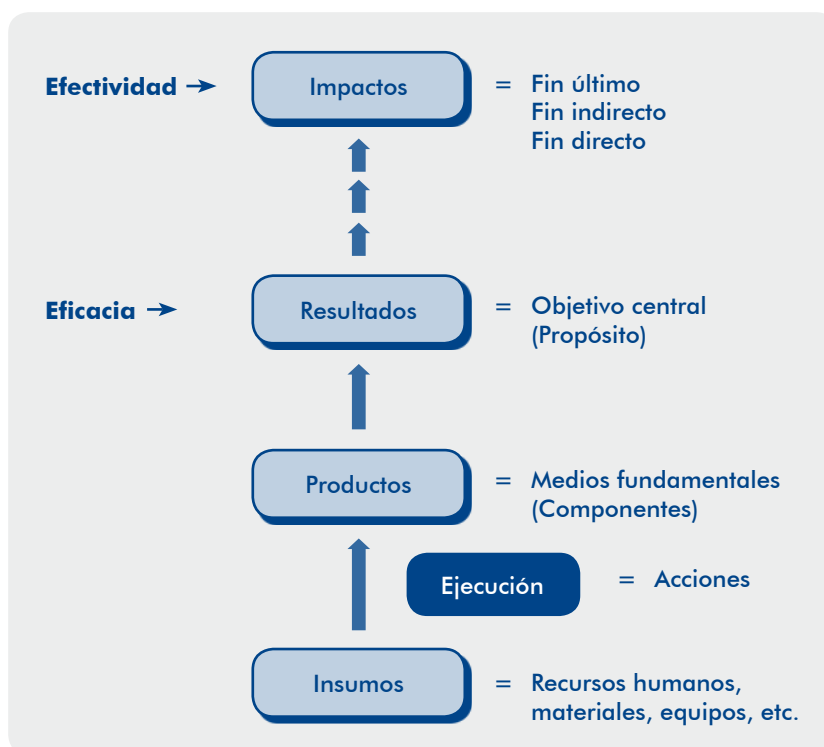 Efectividad → Impactos = Fin último
Fin indirecto
Fin directo
Eficacia → Resultados = Objetivo central
(Propósito)
Productos = Medios fundamentales
(Componentes)
Ejecución = Acciones
Insumos = Recursos humanos,
materiales, equipos, etc.